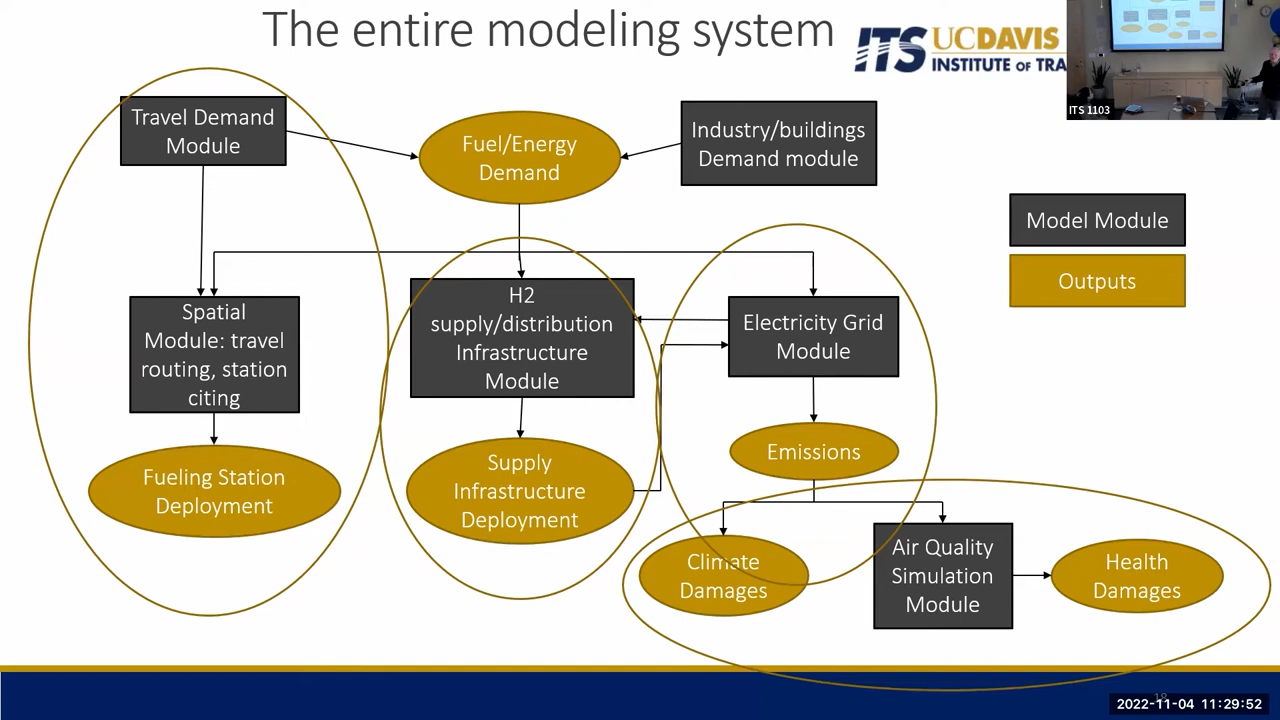 The entire modeling system
ITS UCDAVIS
INSTITUTE OF TRA
ITS 1103
Travel Demand
Module
Fuel/Energy
Demand
Industry/buildings
Demand module
Model Module
Outputs
Spatial
Module: travel
routing, station
citing
H2
supply/distribution
Infrastructure
Module
Electricity Grid
Module
Fueling Station
Deployment
Supply
Infrastructure
Deployment
Emissions
Climate
Damages
Air Quality
Simulation
Module
Health
Damages
18
2022-11-04 11:29:52